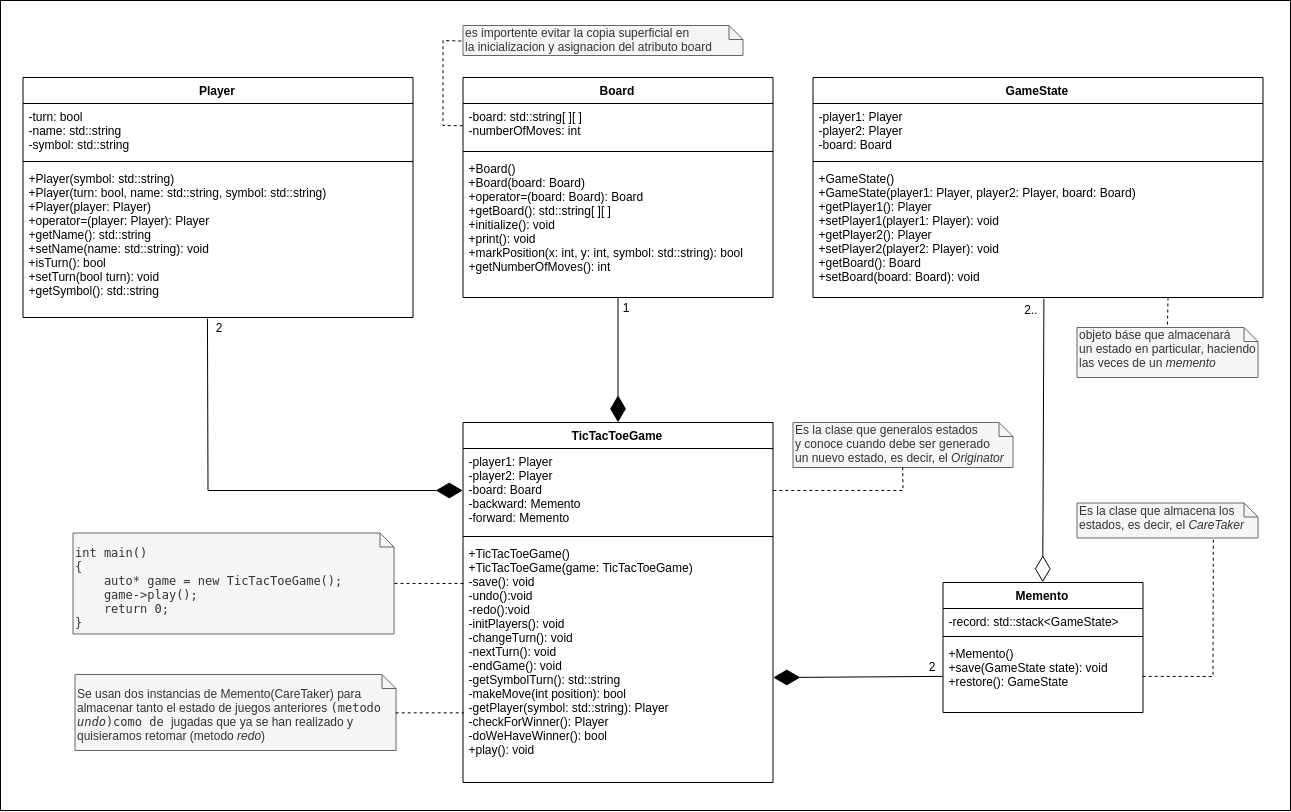 es importente evitar la copia superficial en
la inicializacion y asignacion del atributo board
Player
-turn: bool
-name: std::string
-symbol: std::string
+Player(symbol: std::string)
+Player(turn: bool, name: std::string, symbol: std::string)
+Player(player: Player)
+operator=(player: Player): Player
+getName(): std::string
+setName(name: std::string): void
+isTurn(): bool
+setTurn(bool turn): void
+getSymbol(): std::string
2
Board
-board: std::string[ ][ ]
-numberOfMoves: int
+Board()
+Board(board: Board)
+operator=(board: Board): Board
+getBoard(): std::string[ ][ ]
+initialize(): void
+print(): void
+markPosition(x: int, y: int, symbol: std::string): bool
+getNumberOfMoves(): int
1
GameState
-player1: Player
-player2: Player
-board: Board
+GameState()
+GameState(player1: Player, player2: Player, board: Board)
+getPlayer1(): Player
+setPlayer1(player1: Player): void
+getPlayer2(): Player
+setPlayer2(player2: Player): void
+getBoard(): Board
+setBoard(board: Board): void
2..
objeto báse que almacenará
un estado en particular, haciendo
las veces de un memento
TicTacToeGame
-player1: Player
-player2: Player
-board: Board
-backward: Memento
-forward: Memento
+TicTacToeGame()
+TicTacToeGame(game: TicTacToeGame)
-save(): void
-undo():void
-redo():void
-initPlayers(): void
-changeTurn(): void
-nextTurn(): void
-endGame(): void
-getSymbolTurn(): std::string
-makeMove(int position): bool
-getPlayer(symbol: std::string): Player
-checkForWinner(): Player
-doWeHaveWinner(): bool
+play(): void
Es la clase que generalos estados
y conoce cuando debe ser generado
un nuevo estado, es decir, el Originator
Es la clase que almacena los
estados, es decir, el CareTaker
int main()
{
auto* game = new TicTacToeGame();
game->play();
return 0;
}
Se usan dos instancias de Memento(CareTaker) para
almacenar tanto el estado de juegos anteriores (metodo
undo)como de jugadas que ya se han realizado y
quisieramos retomar (metodo redo)
Memento
-record: std::stack<GameState>
+Memento()
+save(GameState state): void
+restore(): GameState
2